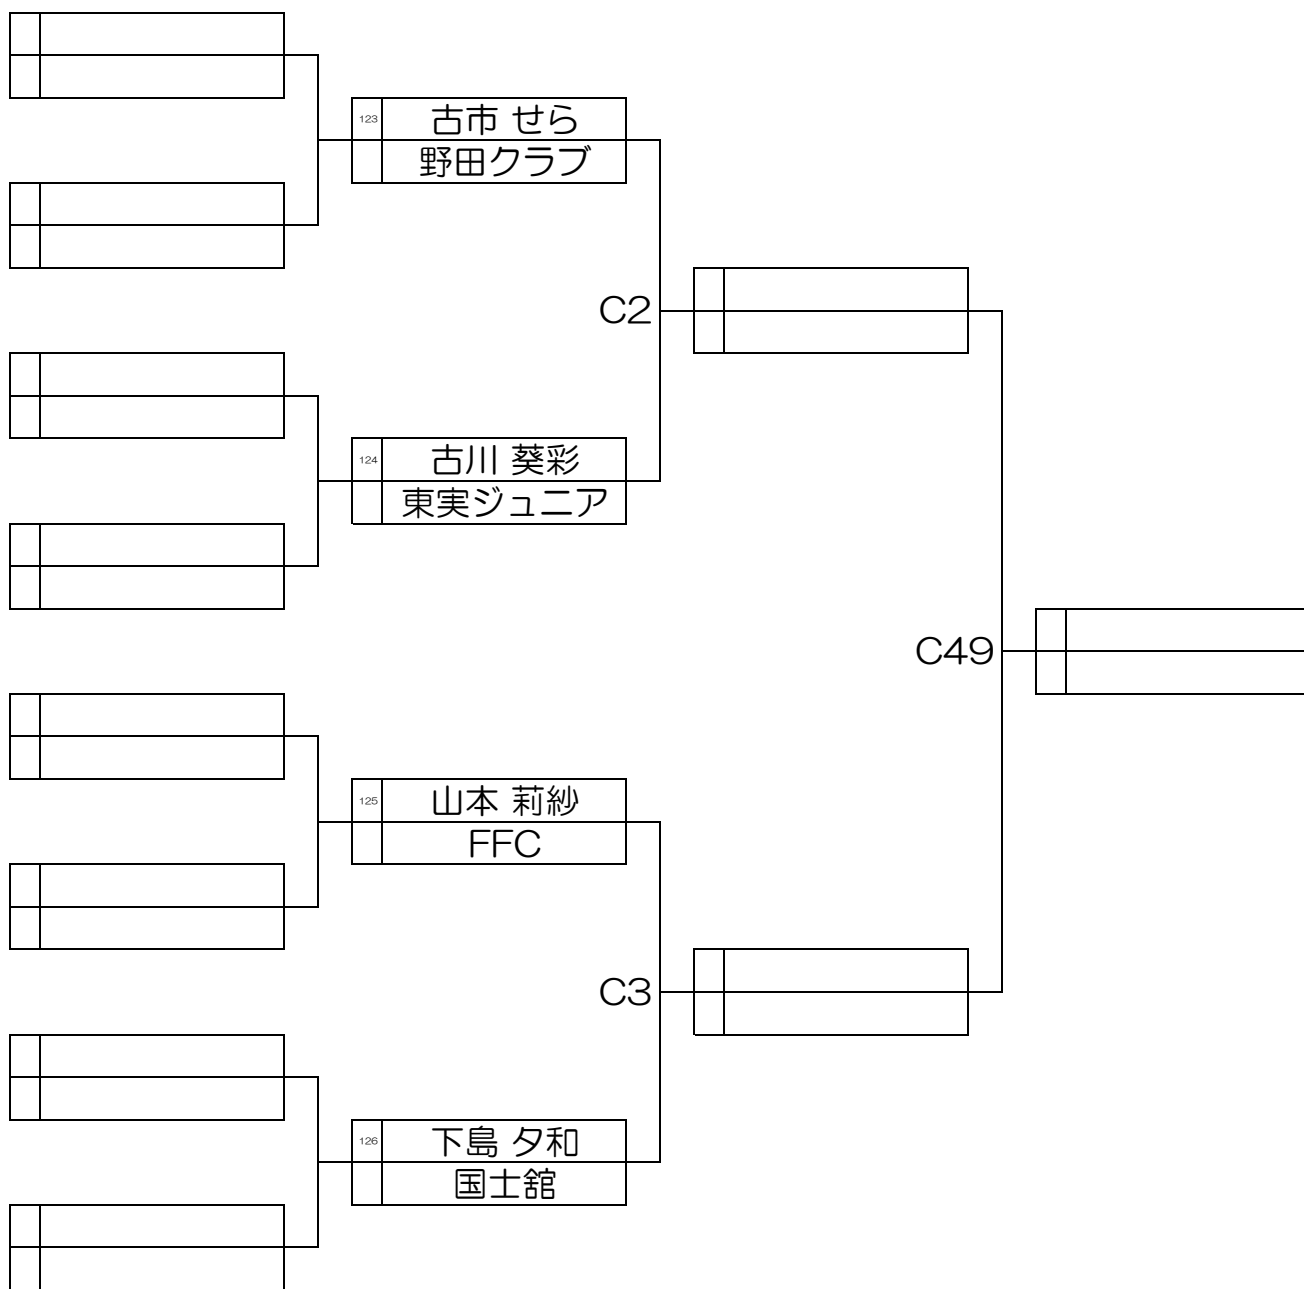 123 古市 せら
野田クラブ
C2
124 古川 葵彩
東実ジュニア
C49
125 山本 莉紗
FFC
C3
126 下島 夕和
国士舘